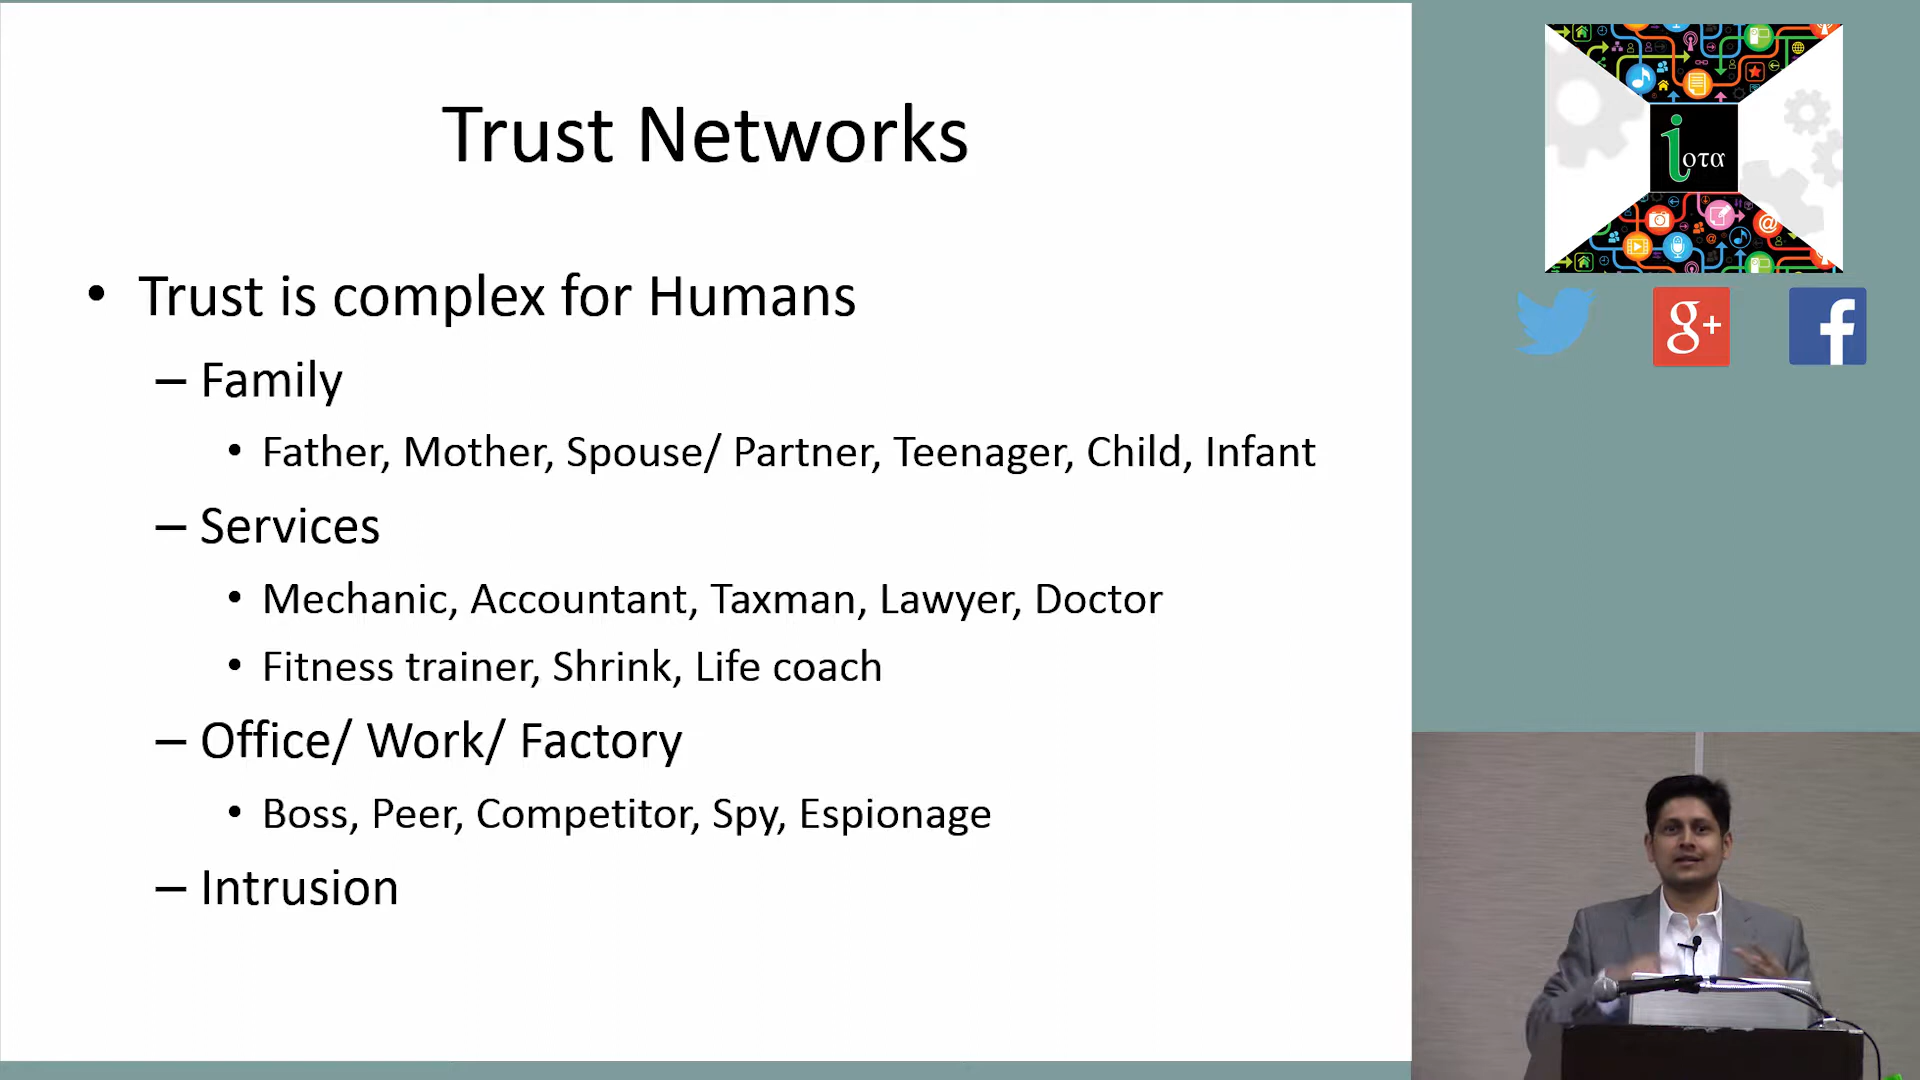 Trust Networks
• Trust is complex for Humans
– Family
• Father, Mother, Spouse/ Partner, Teenager, Child, Infant
– Services
• Mechanic, Accountant, Taxman, Lawyer, Doctor
• Fitness trainer, Shrink, Life coach
– Office/ Work/ Factory
• Boss, Peer, Competitor, Spy, Espionage
– Intrusion
iοτα
g+
f